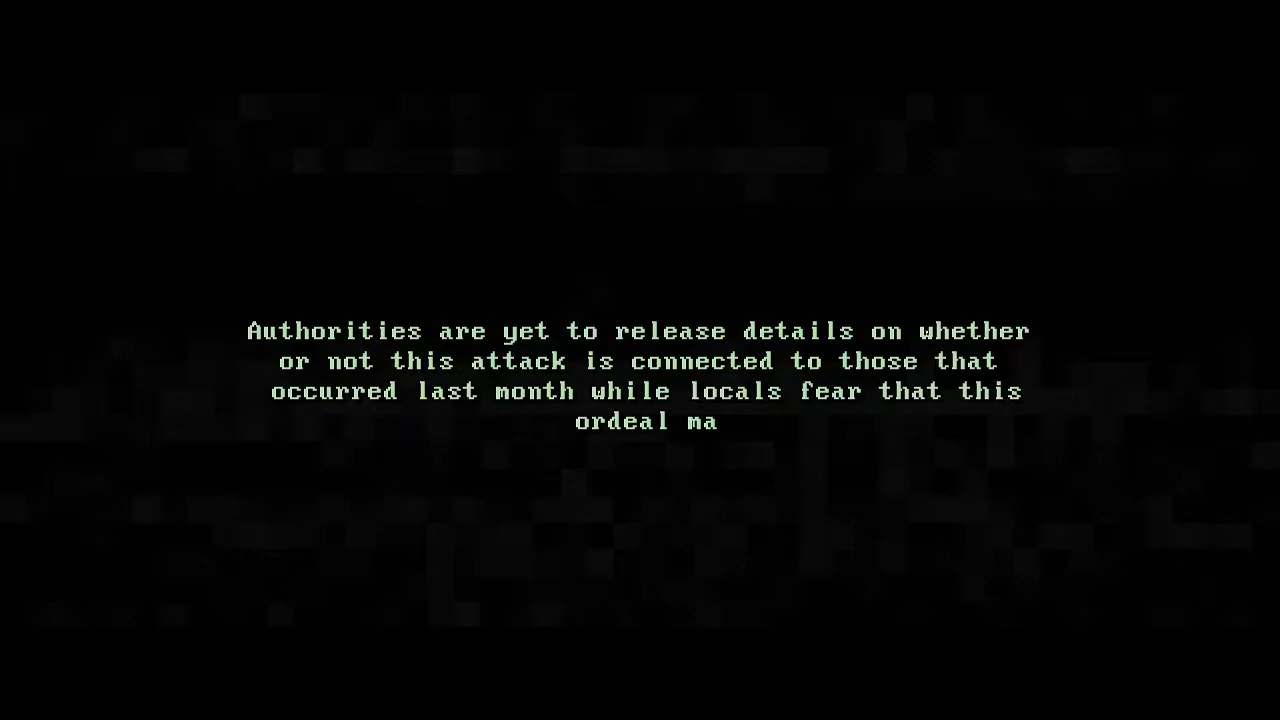 Authorities are yet to release details on whether
or not this attack is connected to those that
occurred last month while locals fear that this
ordeal ma